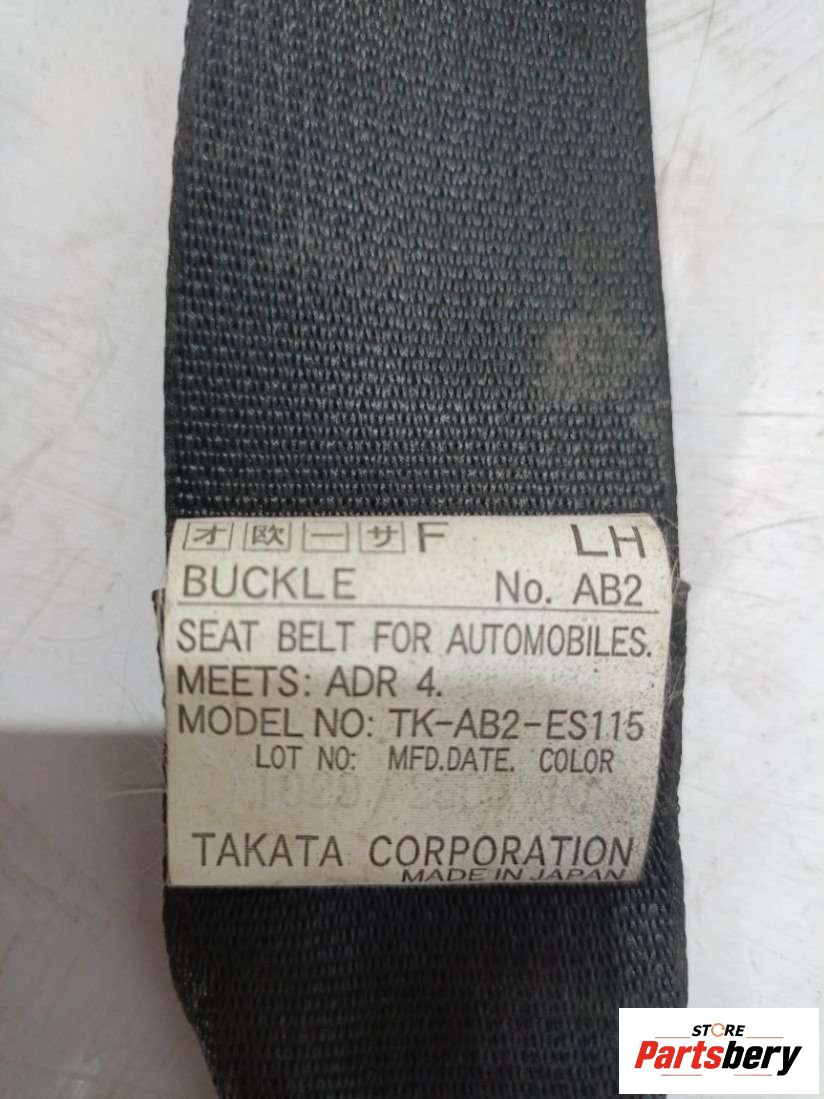 オ 欧 一 サ F LH
BUCKLE No. AB2
SEAT BELT FOR AUTOMOBILES.
MEETS: ADR 4.
MODEL NO: TK-AB2-ES115
LOT NO: MFD.DATE. COLOR
TAKATA CORPORATION
MADE IN JAPAN
STORE
Partsbery